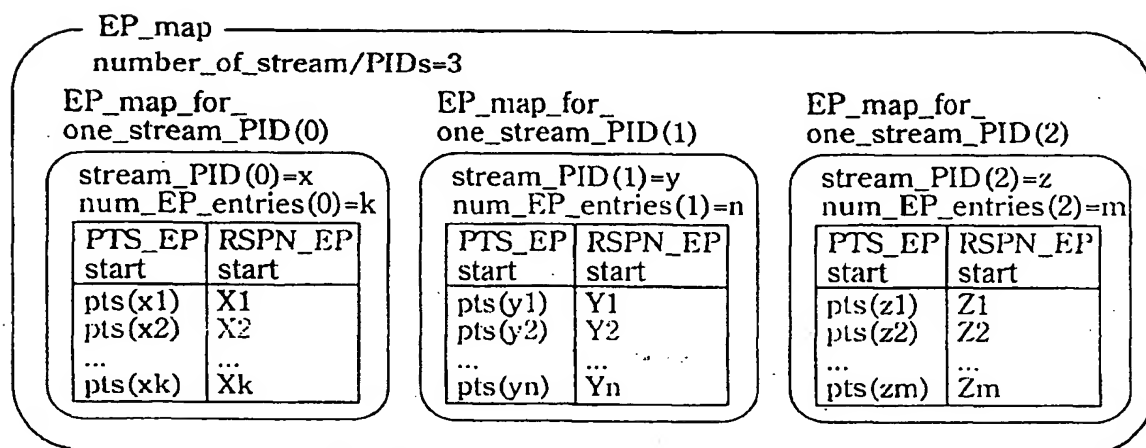 EP_map
number_of_stream/PIDs=3
EP_map_for_
one_stream_PID(0)
stream_PID(0)=x
num_EP_entries(0)=k
PTS_EP RSPN_EP
start start
pts(x1) X1
pts(x2) X2
... ...
pts(xk) Xk
EP_map_for_
one_stream_PID(1)
stream_PID(1)=y
num_EP_entries(1)=n
PTS_EP RSPN_EP
start start
pts(y1) Y1
pts(y2) Y2
... ...
pts(yn) Yn
EP_map_for_
one_stream_PID(2)
stream_PID(2)=z
num_EP_entries(2)=m
PTS_EP RSPN_EP
start start
pts(z1) Z1
pts(z2) Z2
... ...
pts(zm) Zm